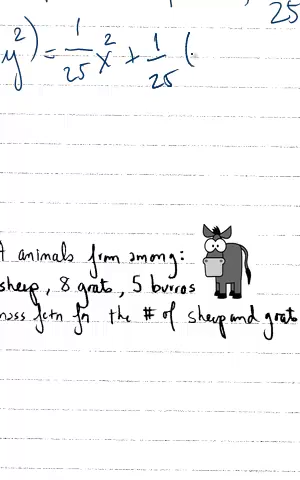 25
y²) = 1/25 x² + 1/25 (
animals from among:
sheep, 8 goats, 5 burros
mass fctn for the # of sheep and goats